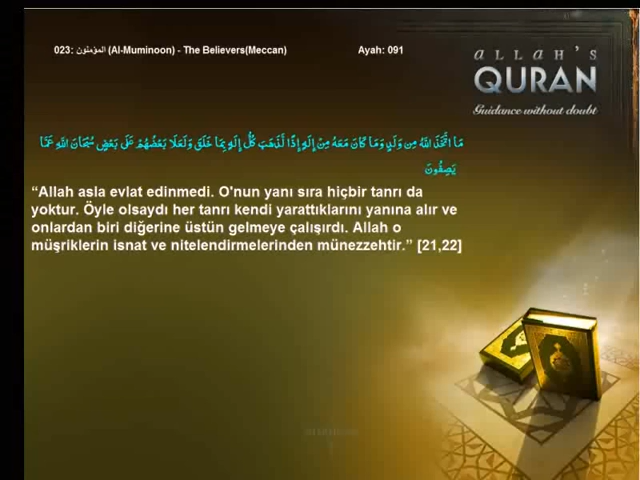 023: المؤمنون (Al-Muminoon) - The Believers(Meccan) Ayah: 091
ALLAH'S
QURAN
Guidance without doubt
مَا اتَّخَذَ اللَّهُ مِن وَلَدٍ وَمَا كَانَ مَعَهُ مِنْ إِلَهٍ إِذًا لَّذَهَبَ كُلُّ إِلَهٍ بِمَا خَلَقَ وَلَعَلَا بَعْضُهُمْ عَلَى بَعْضٍ سُبْحَانَ اللَّهِ عَمَّا
يَصِفُونَ
“Allah asla evlat edinmedi. O'nun yanı sıra hiçbir tanrı da
yoktur. Öyle olsaydı her tanrı kendi yarattıklarını yanına alır ve
onlardan biri diğerine üstün gelmeye çalışırdı. Allah o
müşriklerin isnat ve nitelendirmelerinden münezzehtir.” [21,22]